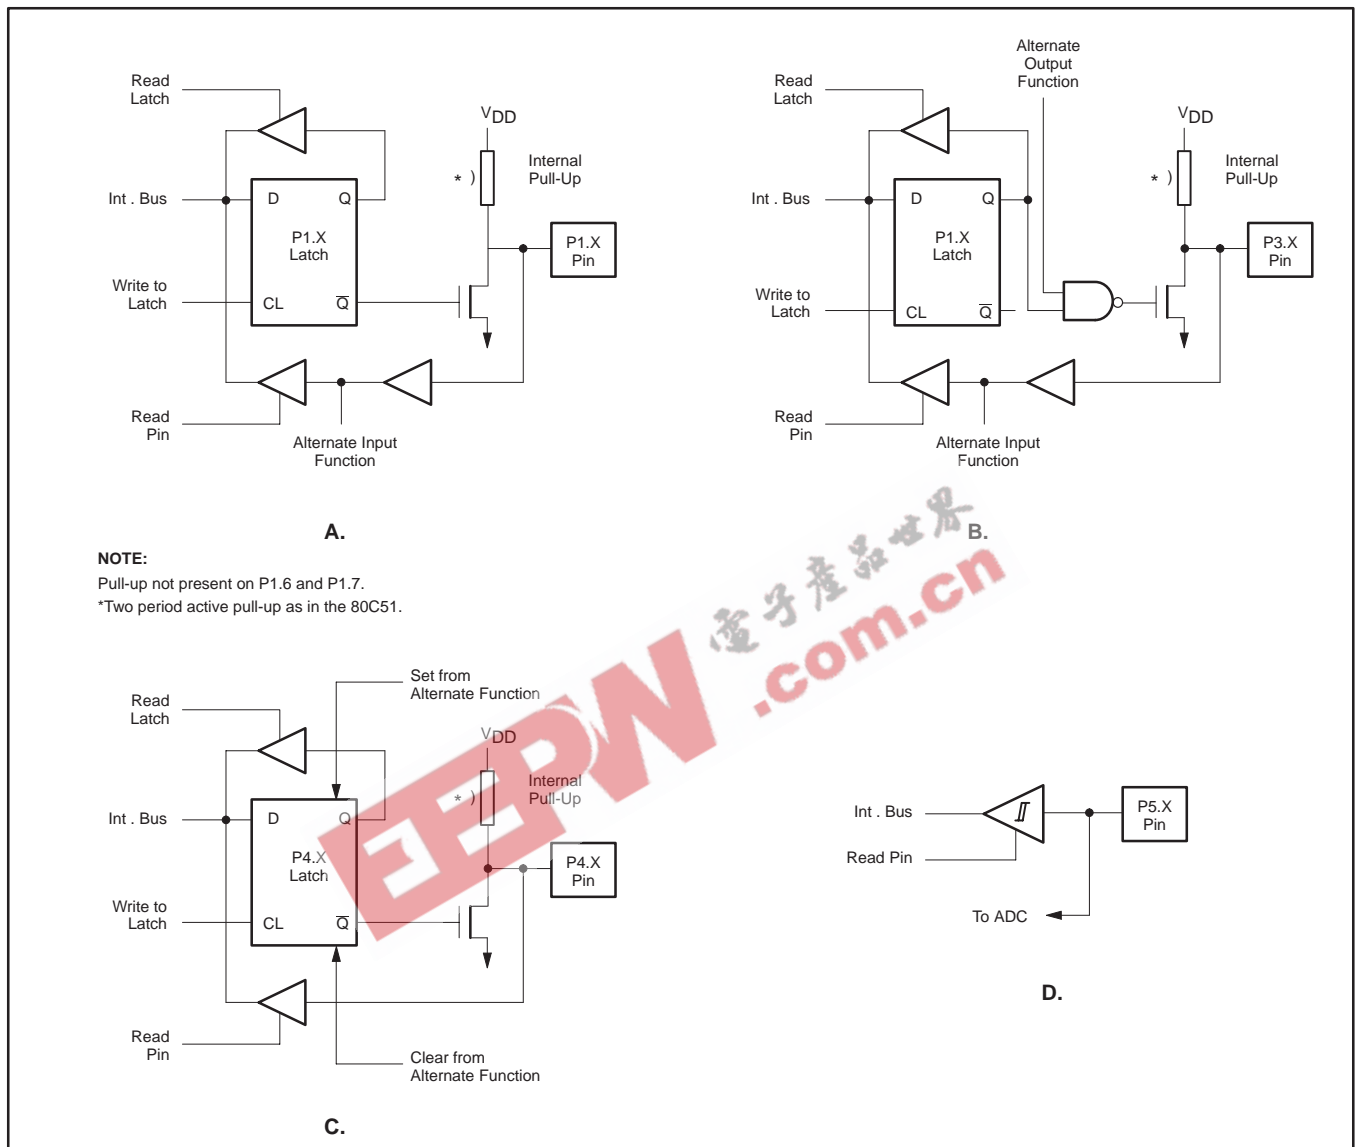 Read
Latch
VDD
Internal
Pull-Up
* )
Int . Bus
D
Q
P1.X
Latch
P1.X
Pin
Write to
Latch
CL
Q
Read
Pin
Alternate Input
Function
A.
Alternate
Output
Function
Read
Latch
VDD
Internal
Pull-Up
* )
Int . Bus
D
Q
P1.X
Latch
P3.X
Pin
Write to
Latch
CL
Q
Read
Pin
Alternate Input
Function
B.
NOTE:
Pull-up not present on P1.6 and P1.7.
*Two period active pull-up as in the 80C51.
Set from
Alternate Function
Read
Latch
VDD
Internal
Pull-Up
* )
Int . Bus
D
Q
P4.X
Latch
P4.X
Pin
Write to
Latch
CL
Q
Read
Pin
Clear from
Alternate Function
C.
Int . Bus
P5.X
Pin
Read Pin
To ADC
D.
EEPW
電子產品世界
.com.cn